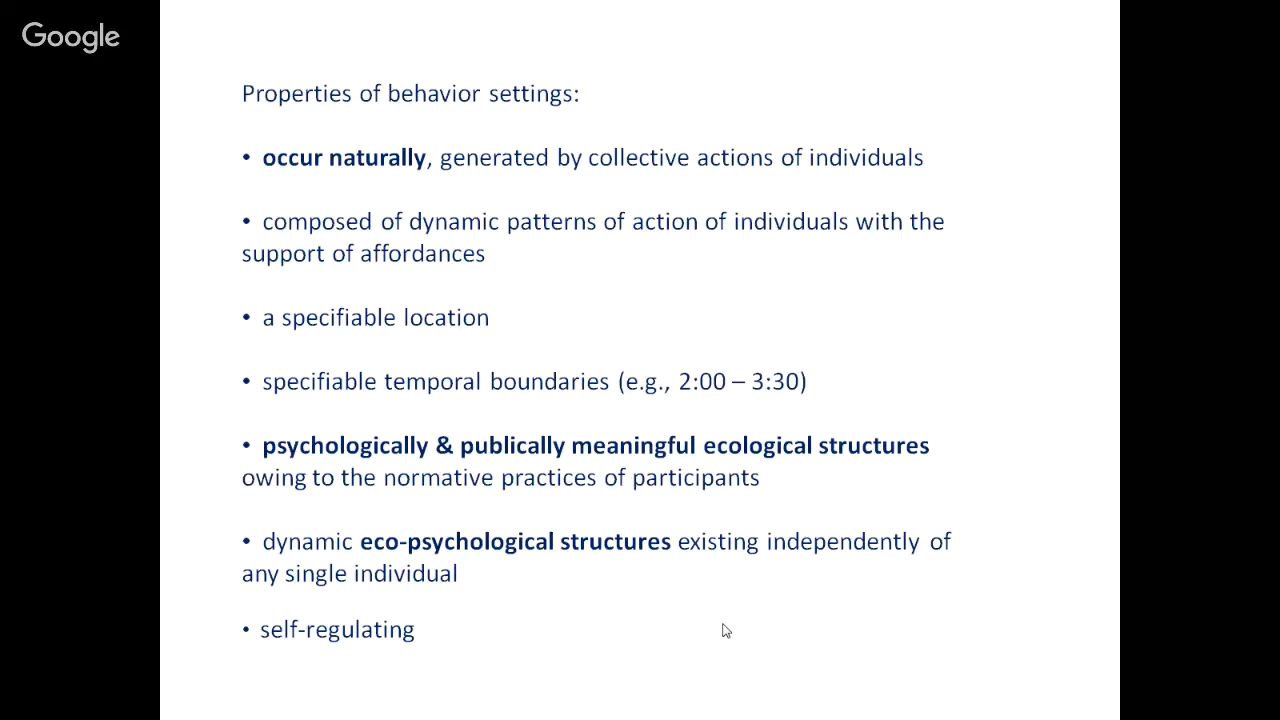 Google
Properties of behavior settings:
• occur naturally, generated by collective actions of individuals
• composed of dynamic patterns of action of individuals with the
support of affordances
• a specifiable location
• specifiable temporal boundaries (e.g., 2:00 – 3:30)
• psychologically & publically meaningful ecological structures
owing to the normative practices of participants
• dynamic eco-psychological structures existing independently of
any single individual
• self-regulating